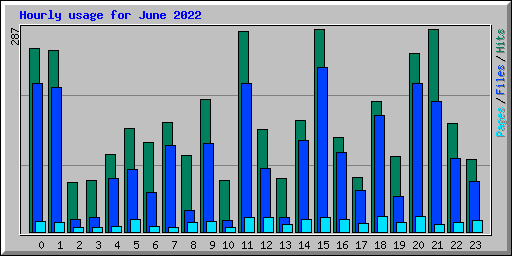 Hourly usage for June 2022
287
Pages / Files / Hits
0 1 2 3 4 5 6 7 8 9 10 11 12 13 14 15 16 17 18 19 20 21 22 23